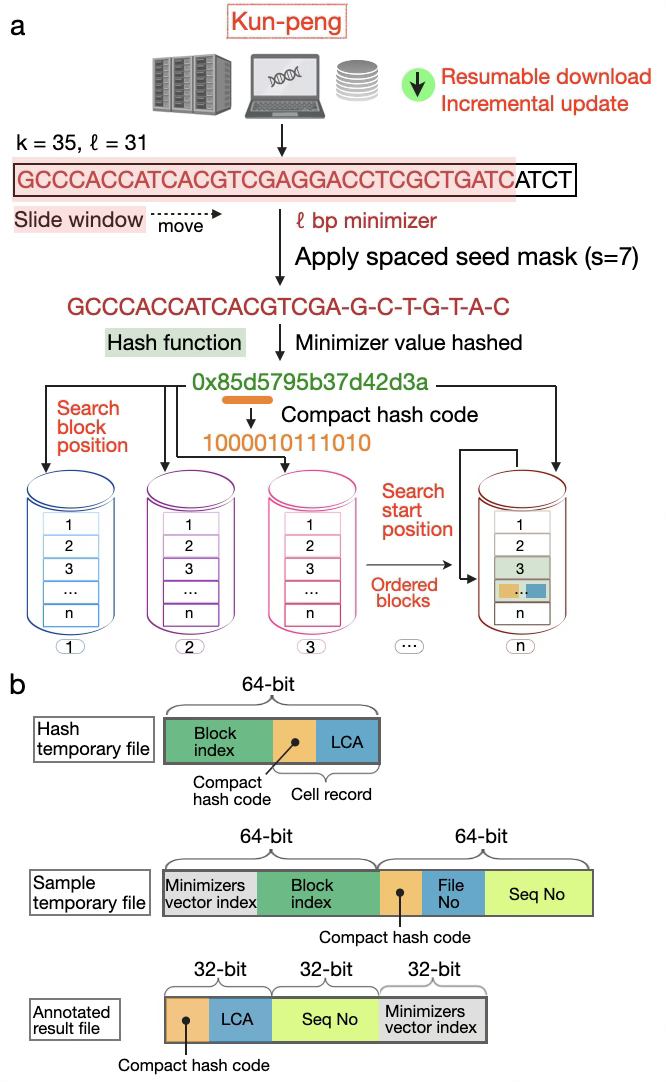 a
Kun-peng
Resumable download
Incremental update
k = 35, ℓ = 31
GCCCACCATCACGTCGAGGACCTCGCTGATCATCT
Slide window
move
ℓ bp minimizer
Apply spaced seed mask (s=7)
GCCCACCATCACGTCGA-G-C-T-G-T-A-C
Hash function
Minimizer value hashed
0x85d5795b37d42d3a
Search
block
position
Compact hash code
1000010111010
Search
start
position
Ordered
blocks
1
2
3
...
n
1
1
2
3
...
n
2
1
2
3
...
n
3
...
1
2
3
...
n
n
b
64-bit
Hash
temporary file
Block
index
LCA
Compact
hash code
Cell record
64-bit
64-bit
Sample
temporary file
Minimizers
vector index
Block
index
File
No
Seq No
Compact hash code
32-bit
32-bit
32-bit
Annotated
result file
LCA
Seq No
Minimizers
vector index
Compact hash code